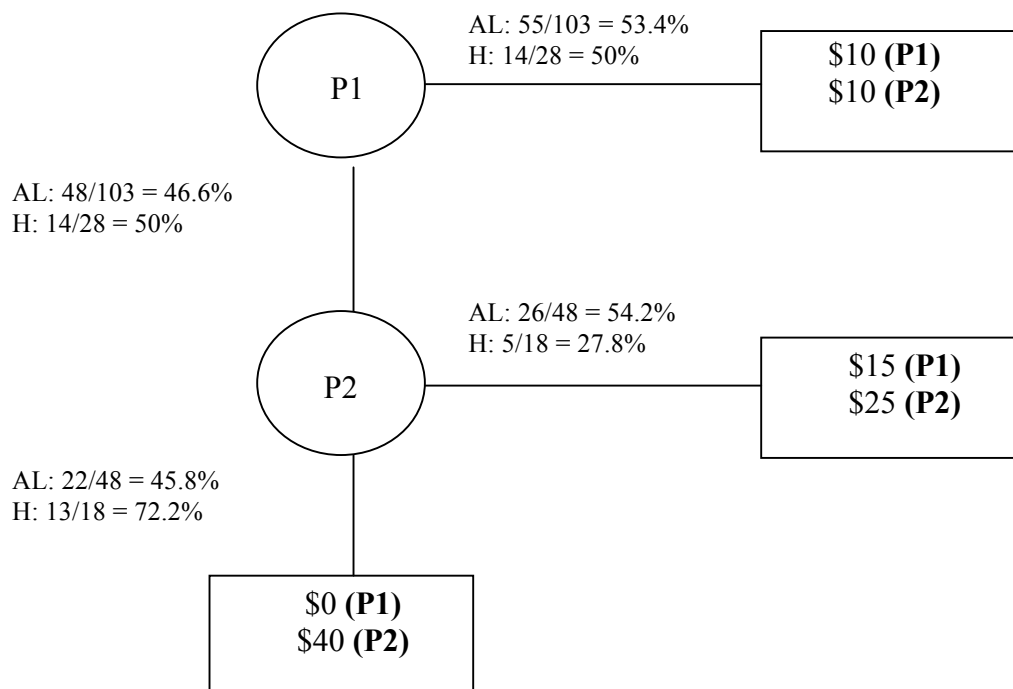 AL: 55/103 = 53.4%
H: 14/28 = 50%
P1
$10 (P1)
$10 (P2)
AL: 48/103 = 46.6%
H: 14/28 = 50%
AL: 26/48 = 54.2%
H: 5/18 = 27.8%
P2
$15 (P1)
$25 (P2)
AL: 22/48 = 45.8%
H: 13/18 = 72.2%
$0 (P1)
$40 (P2)